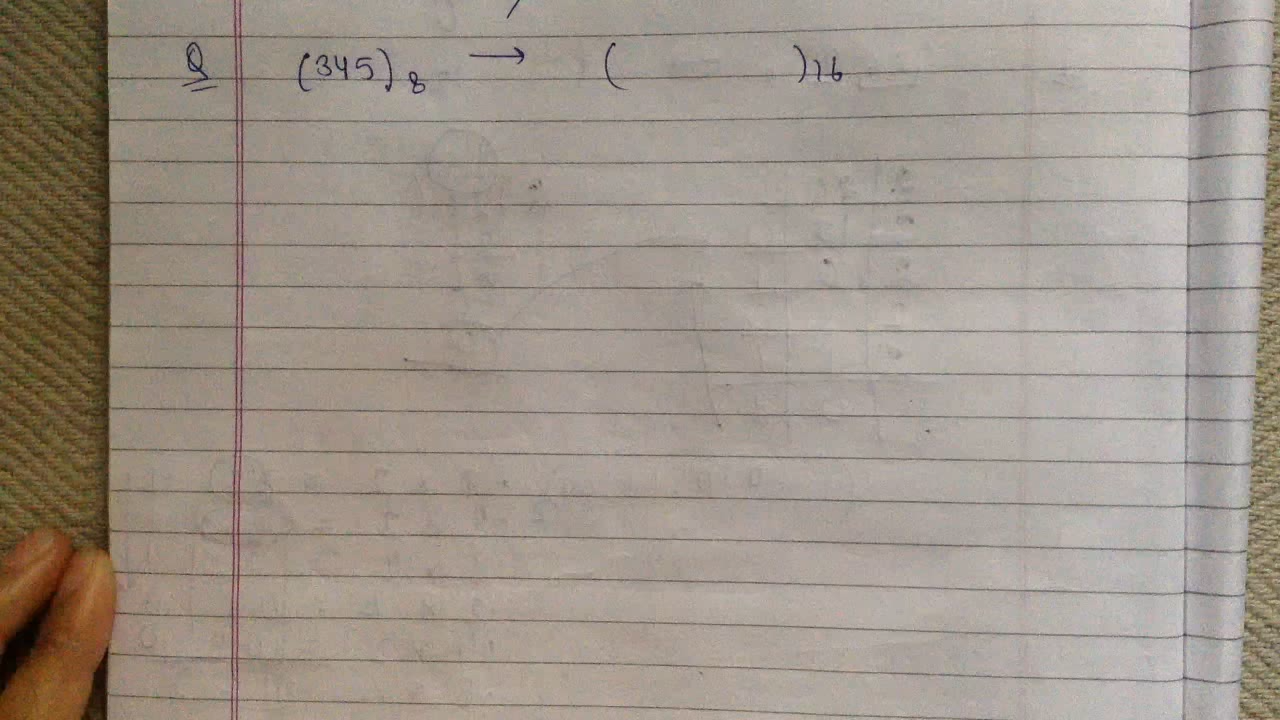 Q (345)8 → ( )16